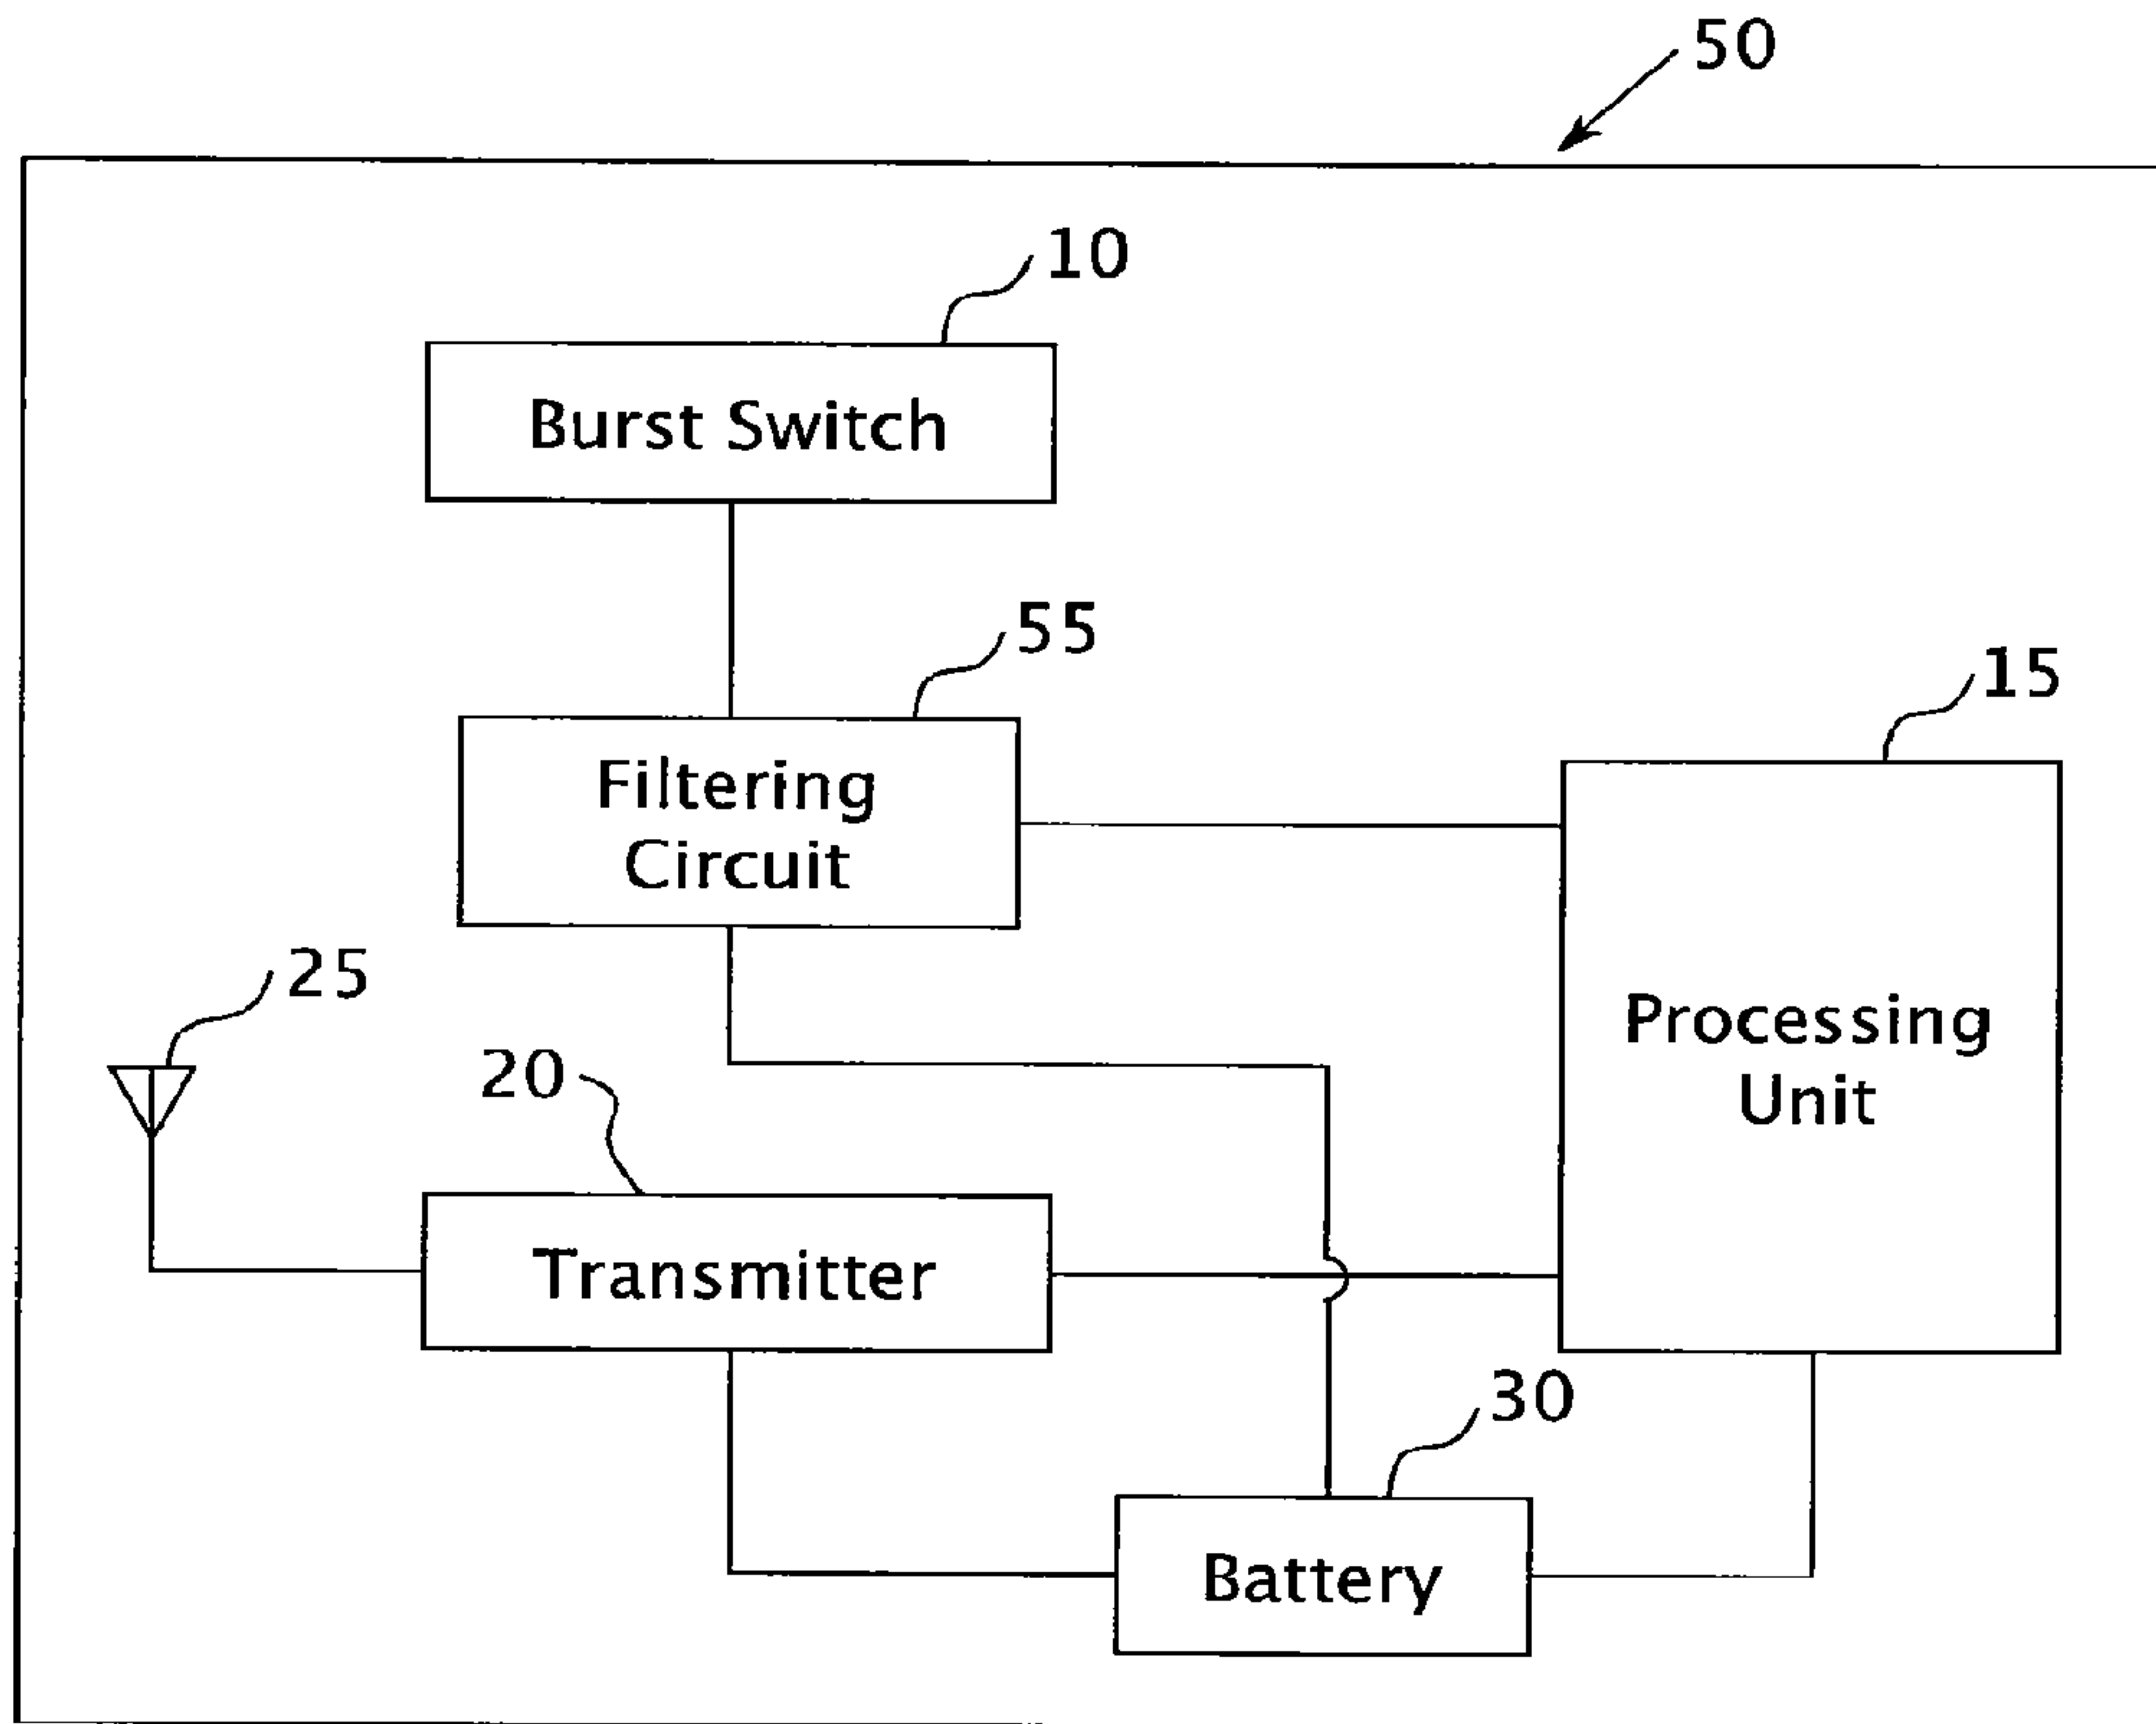 50
10
Burst Switch
55
15
Filtering
Circuit
25
Processing
Unit
20
Transmitter
30
Battery